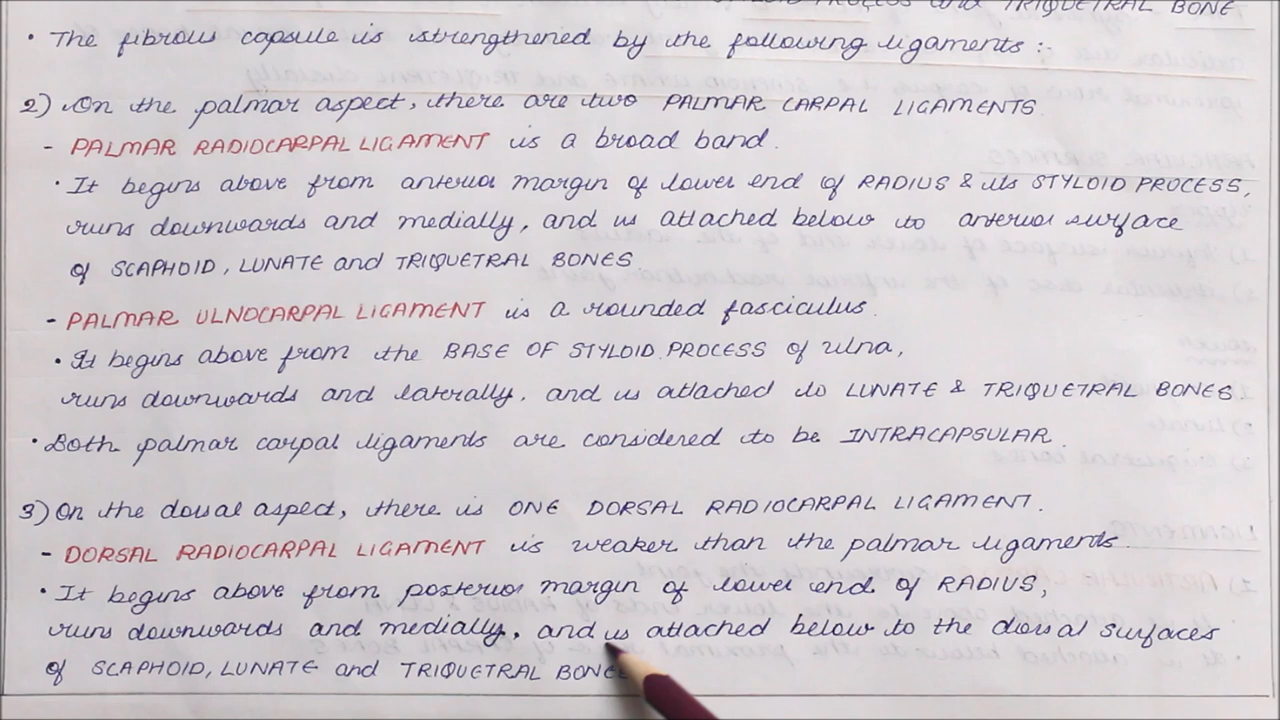 PROCESS and TRIQUETRAL BONE
• The fibrous capsule is strengthened by the following ligaments :-
2) On the palmar aspect, there are two PALMAR CARPAL LIGAMENTS.
- PALMAR RADIOCARPAL LIGAMENT is a broad band.
• It begins above from anterior margin of lower end of RADIUS & its STYLOID PROCESS,
runs downwards and medially, and is attached below to anterior surface
of SCAPHOID, LUNATE and TRIQUETRAL BONES
- PALMAR ULNOCARPAL LIGAMENT is a rounded fasciculus.
• It begins above from the BASE OF STYLOID PROCESS of Ulna,
runs downwards and laterally, and is attached to LUNATE & TRIQUETRAL BONES.
• Both palmar carpal ligaments are considered to be INTRACAPSULAR.
3) On the dorsal aspect, there is ONE DORSAL RADIOCARPAL LIGAMENT.
- DORSAL RADIOCARPAL LIGAMENT is weaker than the palmar ligaments.
• It begins above from posterior margin of lower end of RADIUS,
runs downwards and medially, and is attached below to the dorsal surfaces
of SCAPHOID, LUNATE and TRIQUETRAL BONE